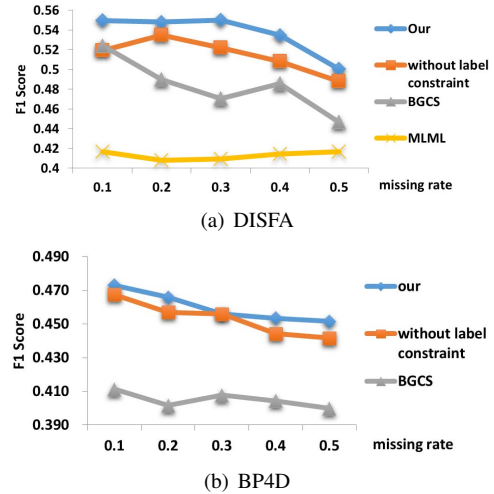 0.56
0.54
0.52
0.5
0.48
0.46
0.44
0.42
0.4
F1 Score
0.1 0.2 0.3 0.4 0.5 missing rate
Our
without label
constraint
BGCS
MLML
(a) DISFA
0.490
0.470
0.450
0.430
0.410
0.390
F1 Score
0.1 0.2 0.3 0.4 0.5 missing rate
our
without label
constraint
BGCS
(b) BP4D